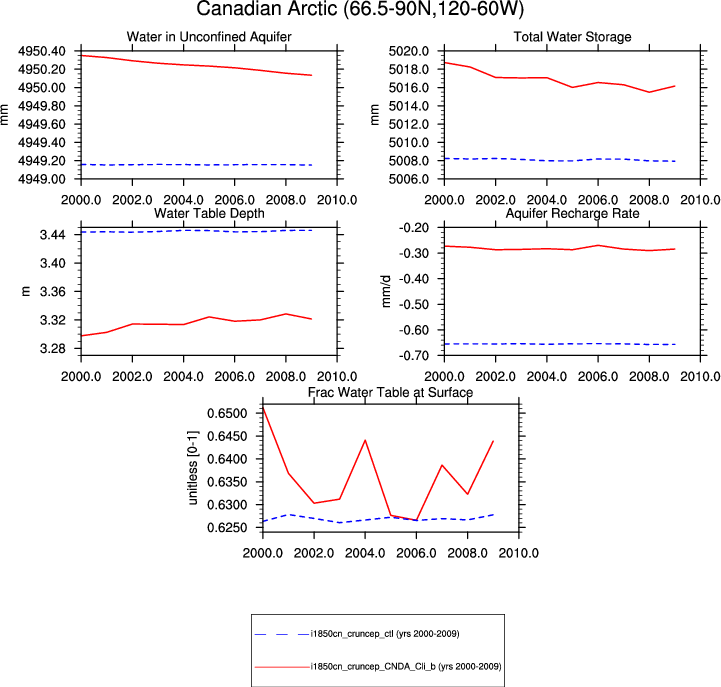 Canadian Arctic (66.5-90N,120-60W)
Water in Unconfined Aquifer
4950.40
4950.20
4950.00
4949.80
4949.60
4949.40
4949.20
4949.00
mm
2000.0 2002.0 2004.0 2006.0 2008.0 2010.0
Total Water Storage
5020.0
5018.0
5016.0
5014.0
5012.0
5010.0
5008.0
5006.0
mm
2000.0 2002.0 2004.0 2006.0 2008.0 2010.0
Water Table Depth
3.44
3.40
3.36
3.32
3.28
m
2000.0 2002.0 2004.0 2006.0 2008.0 2010.0
Aquifer Recharge Rate
-0.20
-0.30
-0.40
-0.50
-0.60
-0.70
mm/d
2000.0 2002.0 2004.0 2006.0 2008.0 2010.0
Frac Water Table at Surface
0.6500
0.6450
0.6400
0.6350
0.6300
0.6250
unitless [0-1]
2000.0 2002.0 2004.0 2006.0 2008.0 2010.0
i1850cn_cruncep_ctl (yrs 2000-2009)
i1850cn_cruncep_CNDA_Cli_b (yrs 2000-2009)